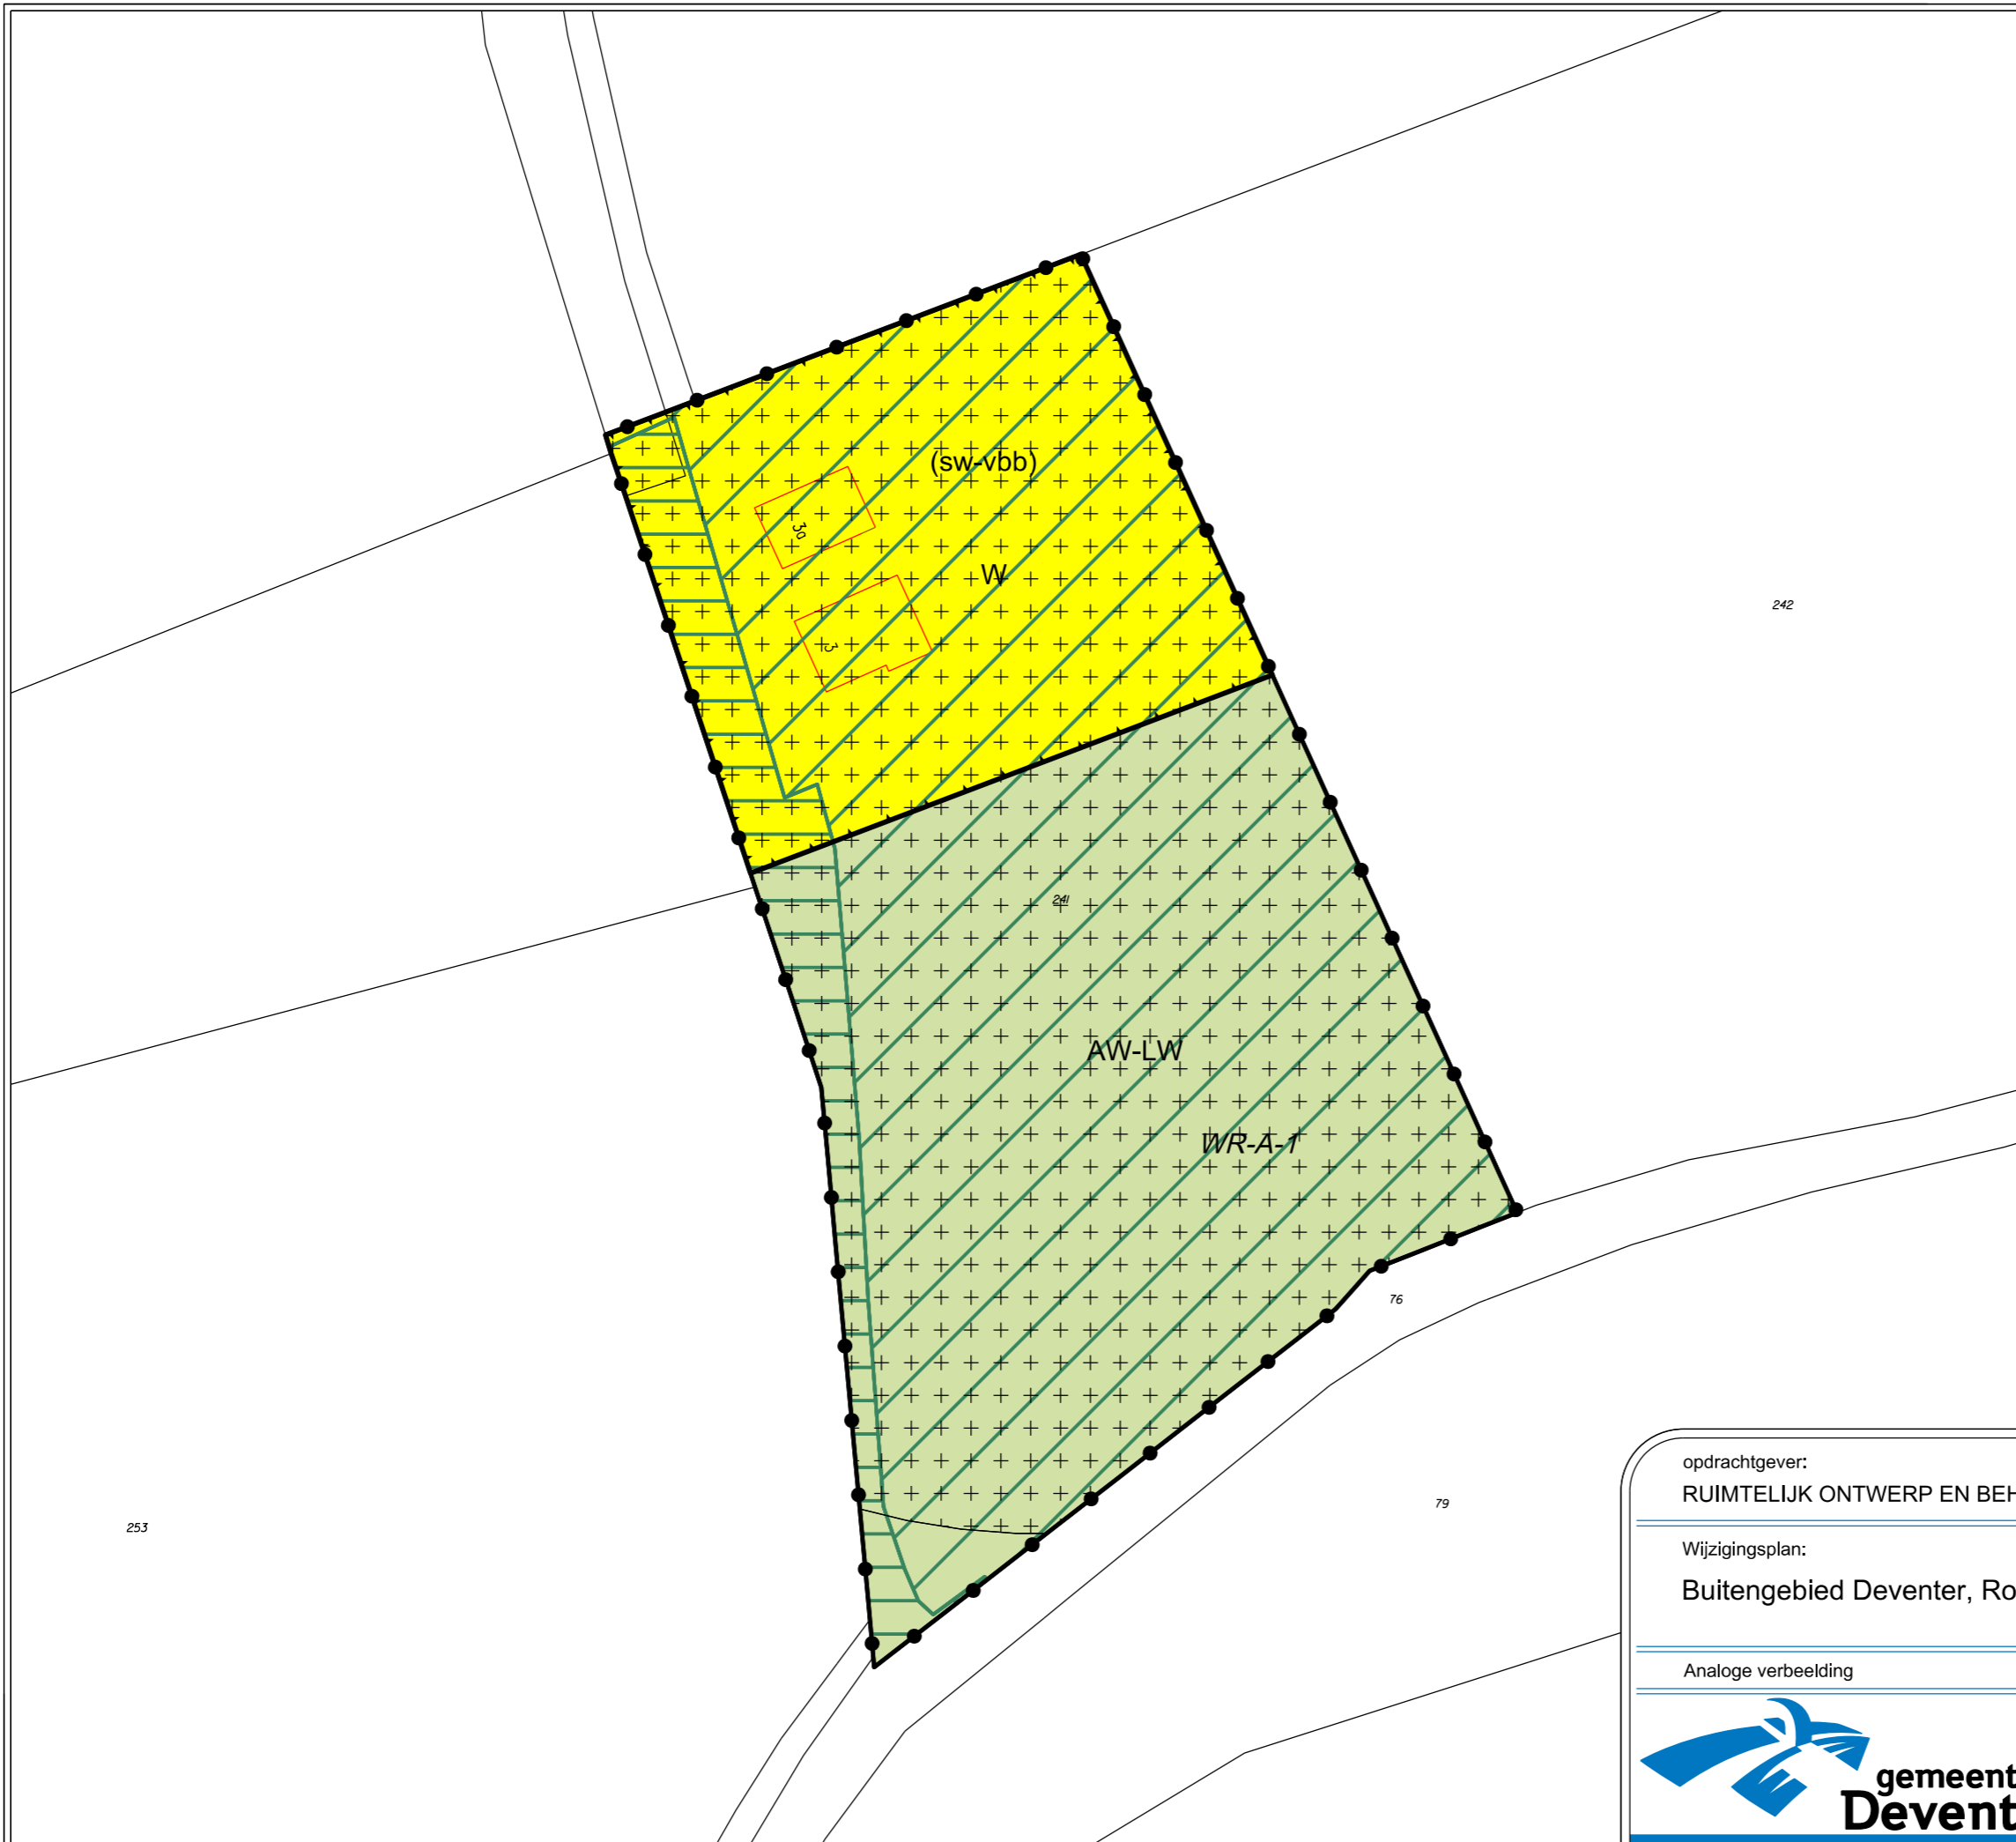 (sw-vbb)
3a
W
242
3
241
AW-LW
WR-A-1
76
79
253
opdrachtgever:
RUIMTELIJK ONTWERP EN BEH
Wijzigingsplan:
Buitengebied Deventer, Ro
Analoge verbeelding
gemeent
Devent